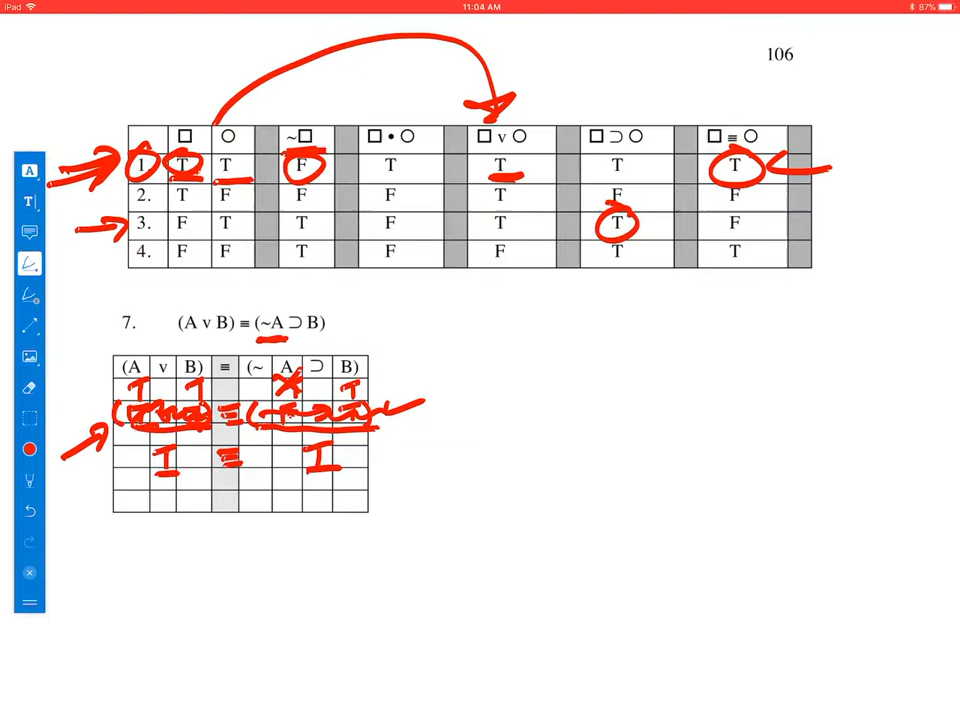 iPad 11:04 AM 87%
106
□ ○ ~□ □ • ○ □ v ○ □ ⊃ ○ □ ≡ ○
1 T T F T T T T
2. T F F F T F F
3. F T T F T T F
4. F F T F F T T
7. (A v B) ≡ (~A ⊃ B)
(A v B) ≡ (~ A ⊃ B)
T T T
≡
T ≡ T
A
T